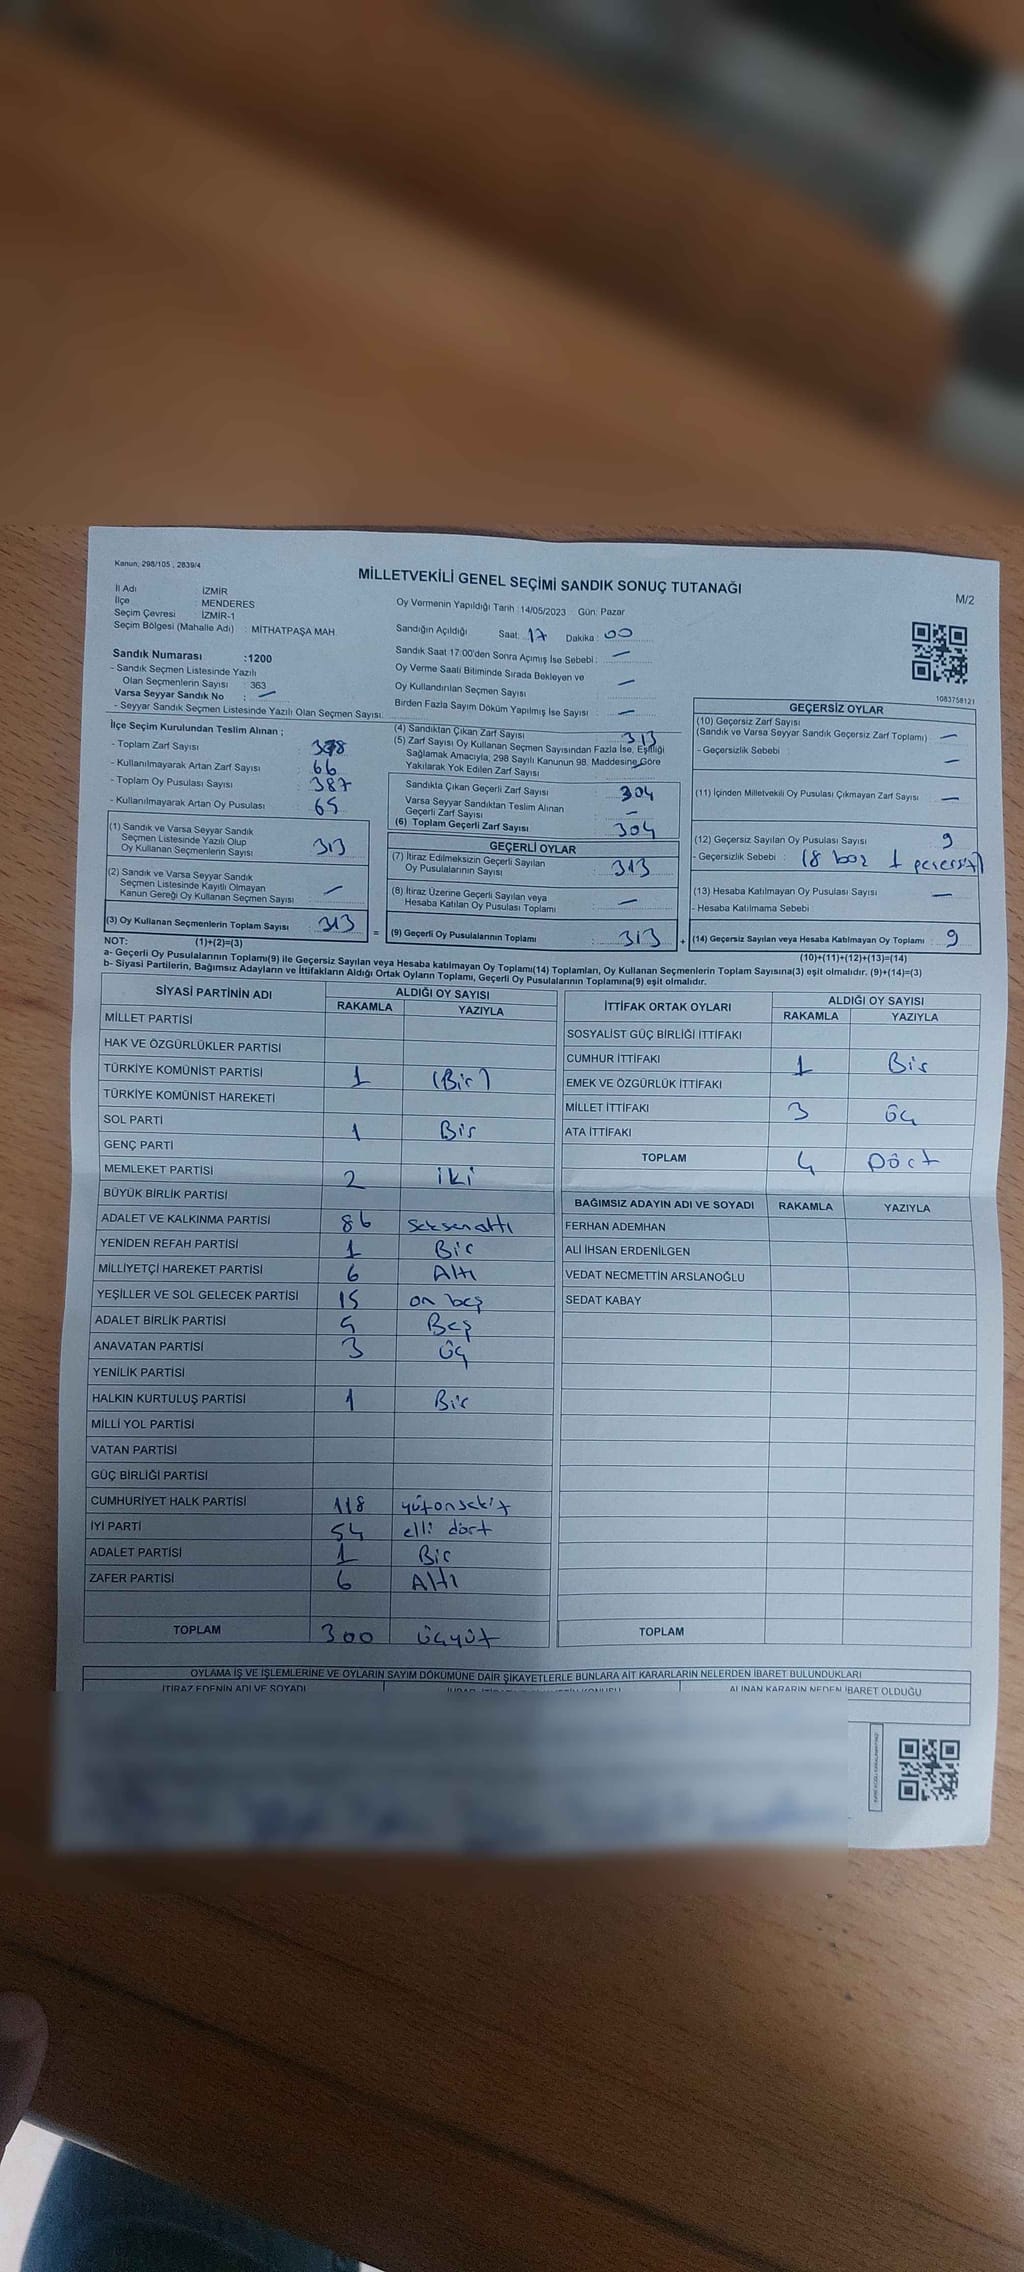 Kanun, 298/105 , 2839/4
MİLLETVEKİLİ GENEL SEÇİMİ SANDIK SONUÇ TUTANAĞI
M/2
İl Adı : İZMİR
İlçe : MENDERES
Seçim Çevresi : İZMİR-1
Seçim Bölgesi (Mahalle Adı) : MİTHATPAŞA MAH.
Sandık Numarası :1200
- Sandık Seçmen Listesinde Yazılı
Olan Seçmenlerin Sayısı : 363
Varsa Seyyar Sandık No : —
- Seyyar Sandık Seçmen Listesinde Yazılı Olan Seçmen Sayısı:
Oy Vermenin Yapıldığı Tarih :14/05/2023 Gün: Pazar
Sandığın Açıldığı Saat: 17 Dakika : 00
Sandık Saat 17:00'den Sonra Açımış İse Sebebi : —
Oy Verme Saati Bitiminde Sırada Bekleyen ve
Oy Kullandırılan Seçmen Sayısı : —
Birden Fazla Sayım Döküm Yapılmış İse Sayısı : —
1083758121
İlçe Seçim Kurulundan Teslim Alınan ;
- Toplam Zarf Sayısı : 378
- Kullanılmayarak Artan Zarf Sayısı : 66
- Toplam Oy Pusulası Sayısı : 387
- Kullanılmayarak Artan Oy Pusulası : 65
(1) Sandık ve Varsa Seyyar Sandık
Seçmen Listesinde Yazılı Olup
Oy Kullanan Seçmenlerin Sayısı : 313
(2) Sandık ve Varsa Seyyar Sandık
Seçmen Listesinde Kayıtlı Olmayan
Kanun Gereği Oy Kullanan Seçmen Sayısı : —
(3) Oy Kullanan Seçmenlerin Toplam Sayısı : 313
(4) Sandıktan Çıkan Zarf Sayısı : 313
(5) Zarf Sayısı Oy Kullanan Seçmen Sayısından Fazla İse, Eşitliği
Sağlamak Amacıyla, 298 Sayılı Kanunun 98. Maddesine Göre
Yakılarak Yok Edilen Zarf Sayısı : —
Sandıkta Çıkan Geçerli Zarf Sayısı : 304
Varsa Seyyar Sandıktan Teslim Alınan
Geçerli Zarf Sayısı : —
(6) Toplam Geçerli Zarf Sayısı : 304
GEÇERLİ OYLAR
(7) İtiraz Edilmeksizin Geçerli Sayılan
Oy Pusulalarının Sayısı : 313
(8) İtiraz Üzerine Geçerli Sayılan veya
Hesaba Katılan Oy Pusulası Toplamı : —
= (9) Geçerli Oy Pusulalarının Toplamı : 313 +
GEÇERSİZ OYLAR
(10) Geçersiz Zarf Sayısı
(Sandık ve Varsa Seyyar Sandık Geçersiz Zarf Toplamı) : —
- Geçersizlik Sebebi : —
(11) İçinden Milletvekili Oy Pusulası Çıkmayan Zarf Sayısı : —
(12) Geçersiz Sayılan Oy Pusulası Sayısı : 9
- Geçersizlik Sebebi : (8 boz 1
(13) Hesaba Katılmayan Oy Pusulası Sayısı : —
- Hesaba Katılmama Sebebi :
(14) Geçersiz Sayılan veya Hesaba Katılmayan Oy Toplamı : 9
NOT: (1)+(2)=(3)
(10)+(11)+(12)+(13)=(14)
a- Geçerli Oy Pusulalarının Toplamı(9) ile Geçersiz Sayılan veya Hesaba katılmayan Oy Toplamı(14) Toplamları, Oy Kullanan Seçmenlerin Toplam Sayısına(3) eşit olmalıdır. (9)+(14)=(3)
b- Siyasi Partilerin, Bağımsız Adayların ve İttifakların Aldığı Ortak Oyların Toplamı, Geçerli Oy Pusulalarının Toplamına(9) eşit olmalıdır.
SİYASİ PARTİNİN ADI ALDIĞI OY SAYISI
RAKAMLA YAZIYLA
MİLLET PARTİSİ
HAK VE ÖZGÜRLÜKLER PARTİSİ
TÜRKİYE KOMÜNİST PARTİSİ 1 (Bir)
TÜRKİYE KOMÜNİST HAREKETİ
SOL PARTİ 1 Bir
GENÇ PARTİ
MEMLEKET PARTİSİ 2 iki
BÜYÜK BİRLİK PARTİSİ
ADALET VE KALKINMA PARTİSİ 86 seksenaltı
YENİDEN REFAH PARTİSİ 1 Bir
MİLLİYETÇİ HAREKET PARTİSİ 6 Altı
YEŞİLLER VE SOL GELECEK PARTİSİ 15 on beş
ADALET BİRLİK PARTİSİ 5 Beş
ANAVATAN PARTİSİ 3 üç
YENİLİK PARTİSİ
HALKIN KURTULUŞ PARTİSİ 1 Bir
MİLLİ YOL PARTİSİ
VATAN PARTİSİ
GÜÇ BİRLİĞİ PARTİSİ
CUMHURİYET HALK PARTİSİ 118 yüzonsekiz
İYİ PARTİ 54 elli dört
ADALET PARTİSİ 1 Bir
ZAFER PARTİSİ 6 Altı
TOPLAM 300 üçyüz
İTTİFAK ORTAK OYLARI ALDIĞI OY SAYISI
RAKAMLA YAZIYLA
SOSYALİST GÜÇ BİRLİĞİ İTTİFAKI
CUMHUR İTTİFAKI 1 Bir
EMEK VE ÖZGÜRLÜK İTTİFAKI
MİLLET İTTİFAKI 3 üç
ATA İTTİFAKI
TOPLAM 4 Dört
BAĞIMSIZ ADAYIN ADI VE SOYADI RAKAMLA YAZIYLA
FERHAN ADEMHAN
ALİ İHSAN ERDENİLGEN
VEDAT NECMETTİN ARSLANOĞLU
SEDAT KABAY
TOPLAM
OYLAMA İŞ VE İŞLEMLERİNE VE OYLARIN SAYIM DÖKÜMÜNE DAİR ŞİKAYETLERLE BUNLARA AİT KARARLARIN NELERDEN İBARET BULUNDUKLARI
İTİRAZ EDENİN ADI VE SOYADI
ALINAN KARARIN NEDEN İBARET OLDUĞU